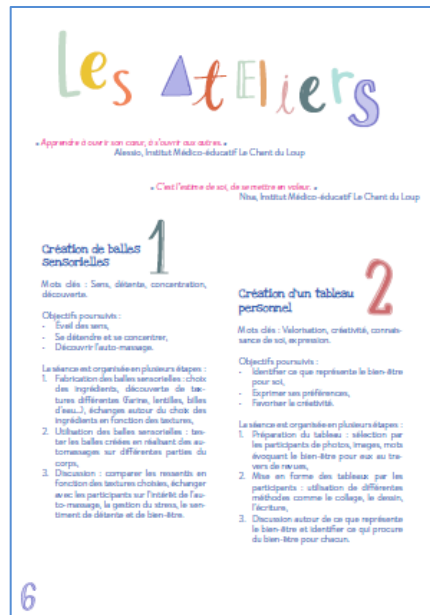 Les Ateliers
« Apprendre à ouvrir son cœur, à s'ouvrir aux autres. »
Alessio, Institut Médico-éducatif Le Chant du Loup
« C'est l'estime de soi, de se mettre en valeur. »
Nisa, Institut Médico-éducatif Le Chant du Loup
1
Création de balles
sensorielles
Mots clés : Sens, détente, concentration,
découverte.
Objectifs poursuivis :
- Éveil des sens,
- Se détendre et se concentrer,
- Découvrir l'auto-massage.
La séance est organisée en plusieurs étapes :
1. Fabrication des balles sensorielles : choix
des ingrédients, découverte de tex-
tures différentes (farine, lentilles, billes
d'eau...), échanges autour du choix des
ingrédients en fonction des textures,
2. Utilisation des balles sensorielles : tes-
ter les balles créées en réalisant des au-
tomassages sur différentes parties du
corps,
3. Discussion : comparer les ressentis en
fonction des textures choisies, échanger
avec les participants sur l'intérêt de l'au-
to-massage, la gestion du stress, le sen-
timent de détente et de bien-être.
2
Création d'un tableau
personnel
Mots clés : Valorisation, créativité, connais-
sance de soi, expression.
Objectifs poursuivis :
- Identifier ce que représente le bien-être
pour soi,
- Exprimer ses préférences,
- Favoriser la créativité.
La séance est organisée en plusieurs étapes :
1. Préparation du tableau : sélection par
les participants de photos, images, mots
évoquant le bien-être pour eux au tra-
vers de revues,
2. Mise en forme des tableaux par les
participants : utilisation de différentes
méthodes comme le collage, le dessin,
l'écriture,
3. Discussion autour de ce que représente
le bien-être et identifier ce qui procure
du bien-être pour chacun.
6